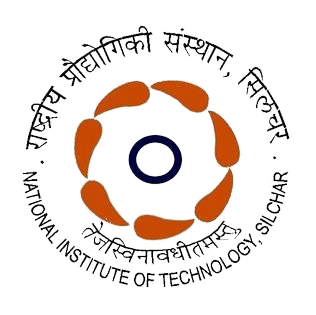 राष्ट्रीय प्रौद्योगिकी संस्थान, सिलचर
तेजस्विनावधीतमस्तु
NATIONAL INSTITUTE OF TECHNOLOGY, SILCHAR